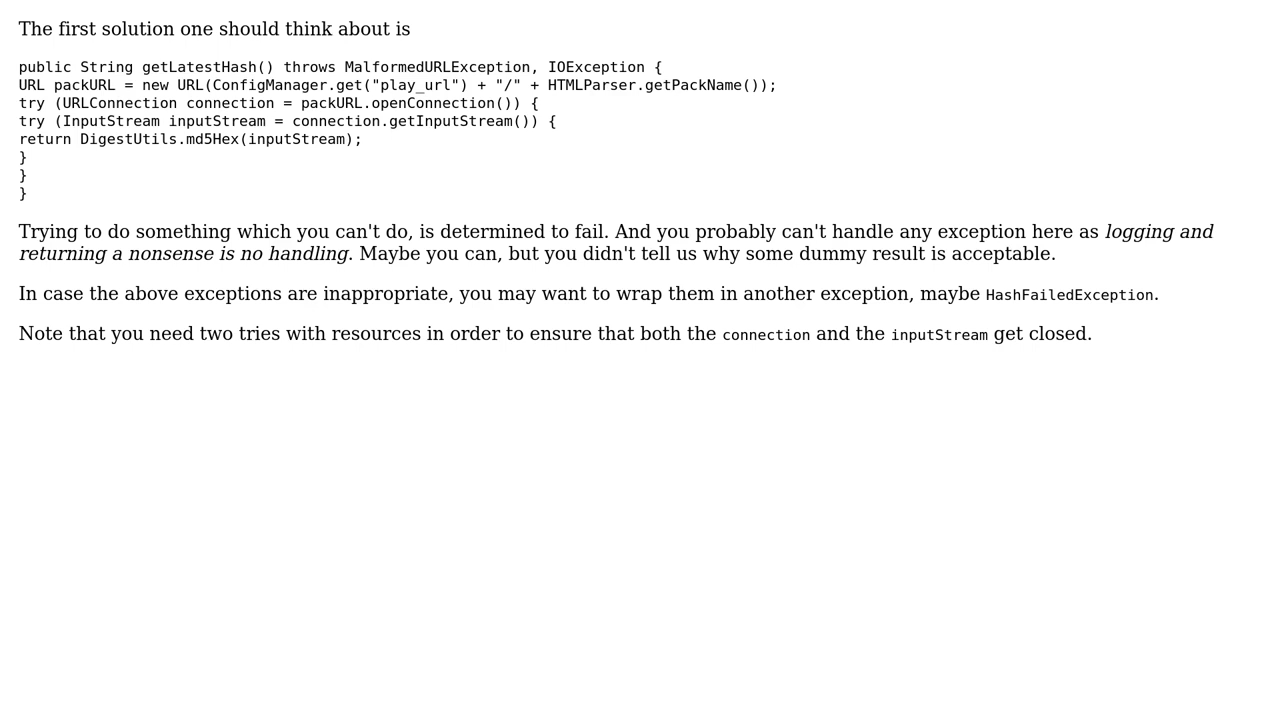 The first solution one should think about is
public String getLatestHash() throws MalformedURLException, IOException {
URL packURL = new URL(ConfigManager.get("play_url") + "/" + HTMLParser.getPackName());
try (URLConnection connection = packURL.openConnection()) {
try (InputStream inputStream = connection.getInputStream()) {
return DigestUtils.md5Hex(inputStream);
}
}
}
Trying to do something which you can't do, is determined to fail. And you probably can't handle any exception here as logging and
returning a nonsense is no handling. Maybe you can, but you didn't tell us why some dummy result is acceptable.
In case the above exceptions are inappropriate, you may want to wrap them in another exception, maybe HashFailedException.
Note that you need two tries with resources in order to ensure that both the connection and the inputStream get closed.